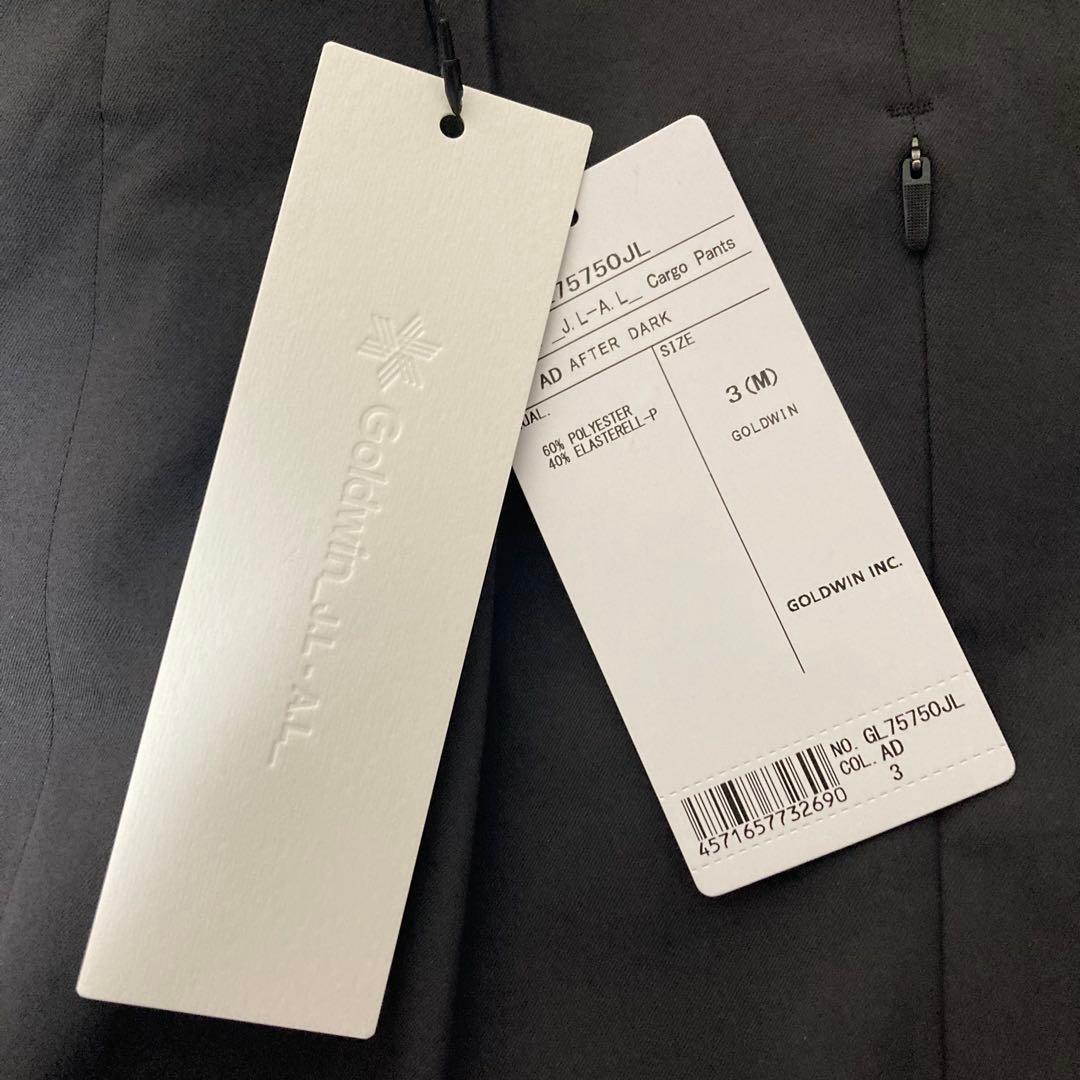 Goldwin_J.L-A.L_
75750JL
_J.L-A.L_ Cargo Pants
AD AFTER DARK
SIZE
3(M)
GOLDWIN
60% POLYESTER
40% ELASTERELL-P
GOLDWIN INC.
NO. GL75750JL
COL. AD
3
4571657732690